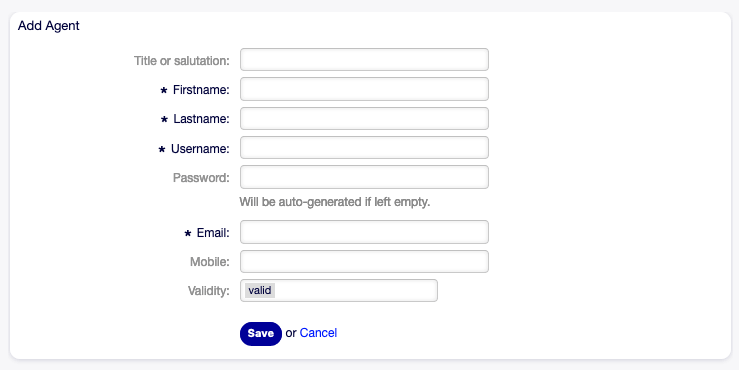 Add Agent
Title or salutation:
* Firstname:
* Lastname:
* Username:
Password:
Will be auto-generated if left empty.
* Email:
Mobile:
Validity: valid
Save or Cancel